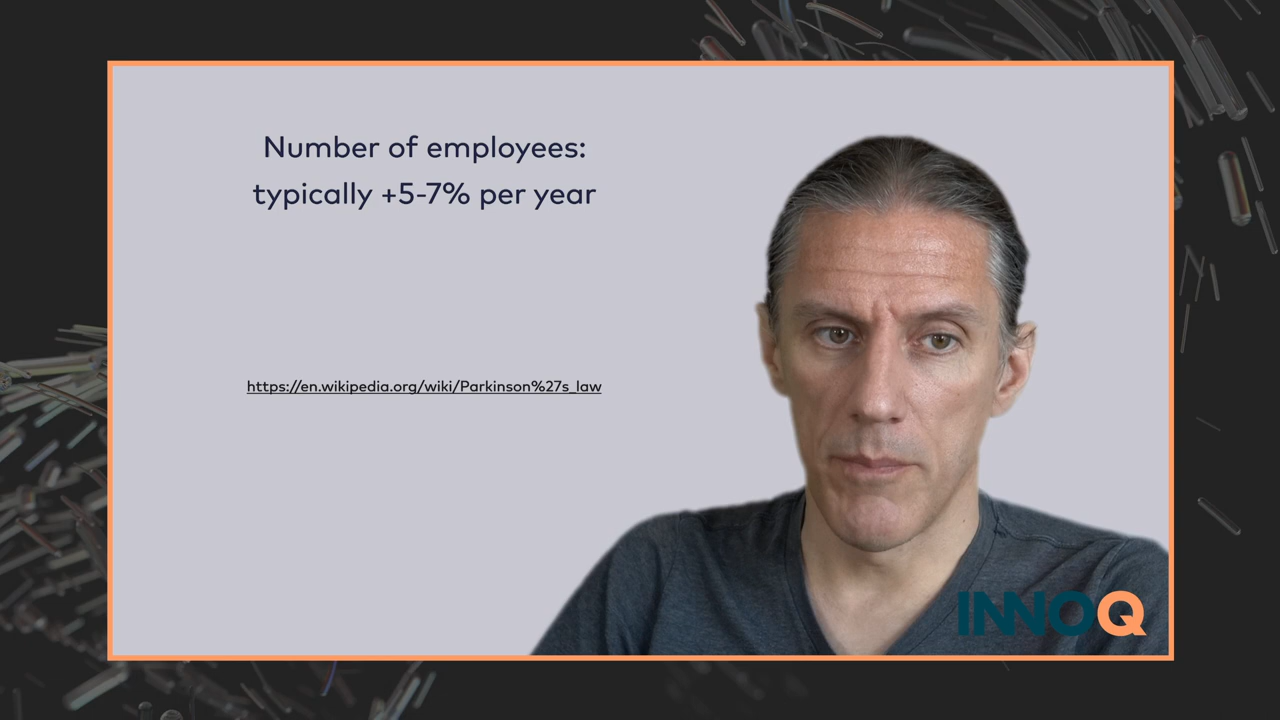 Number of employees:
typically +5-7% per year
https://en.wikipedia.org/wiki/Parkinson%27s_law
INNOQ